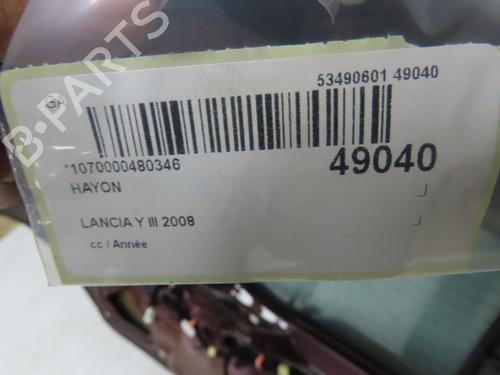 53490601 49040
*1070000480346
49040
HAYON
LANCIA Y III 2008
cc / Année
B-PARTS